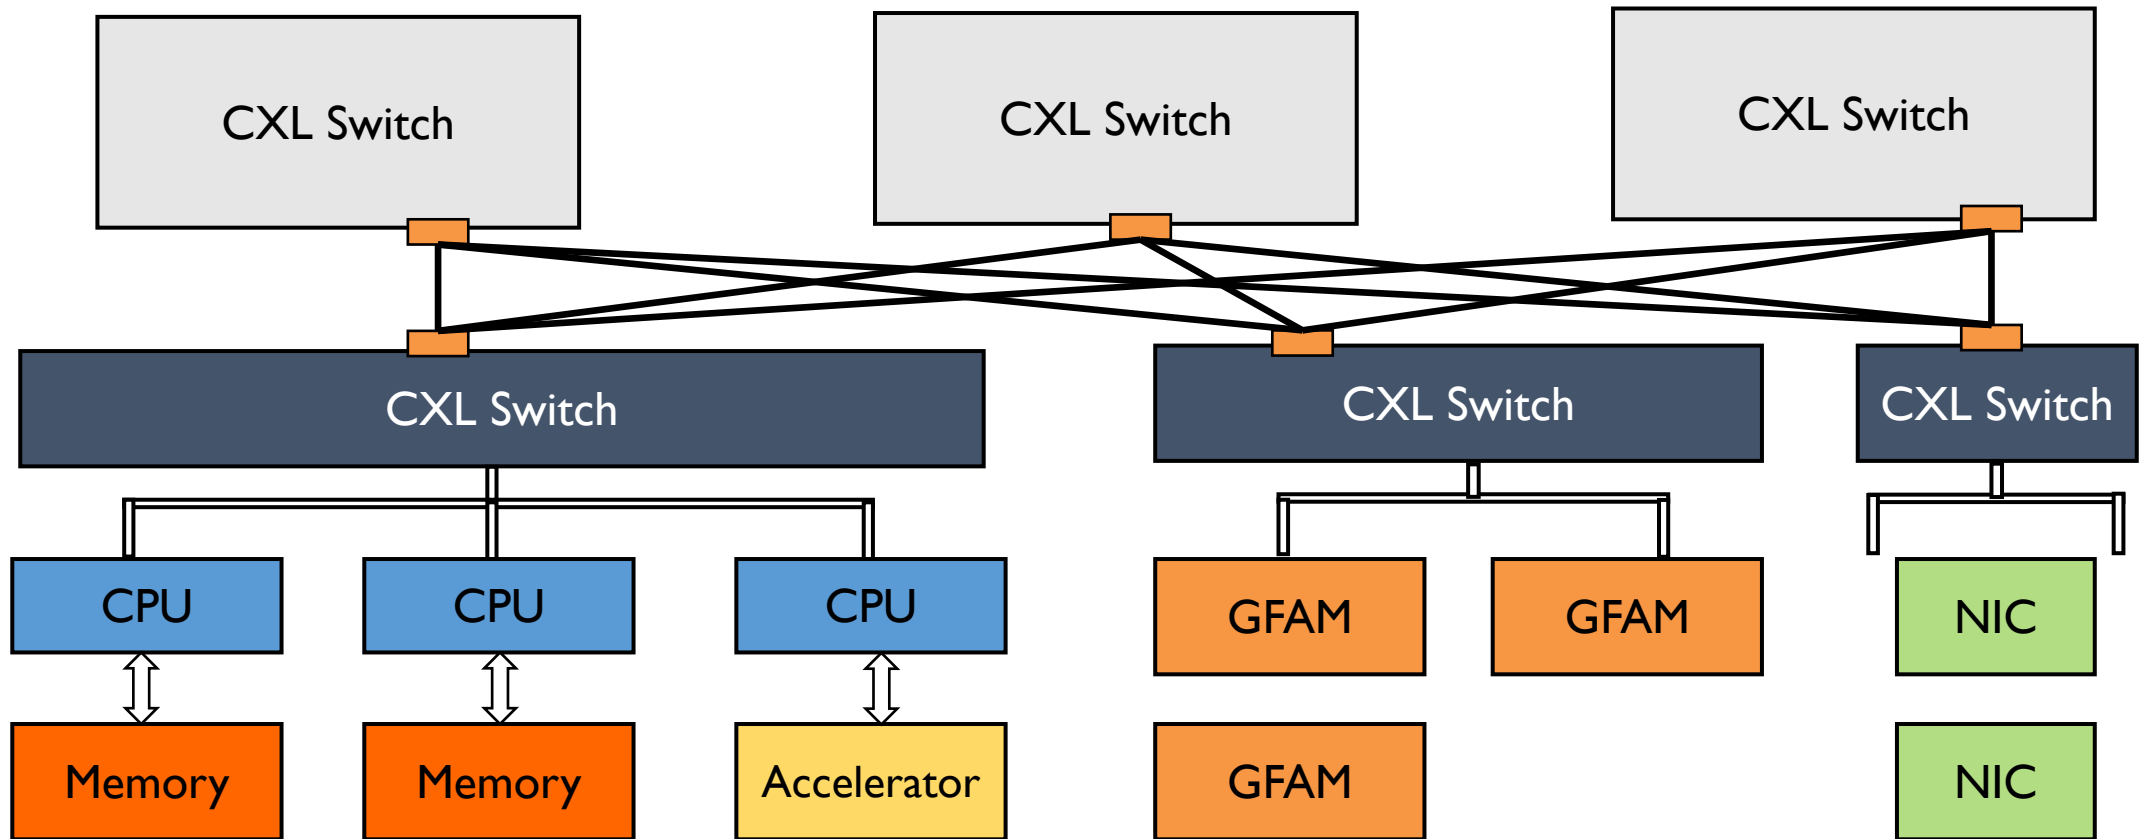 CXL Switch
CXL Switch
CXL Switch
CXL Switch
CXL Switch
CXL Switch
CPU
CPU
CPU
GFAM
GFAM
NIC
Memory
Memory
Accelerator
GFAM
NIC